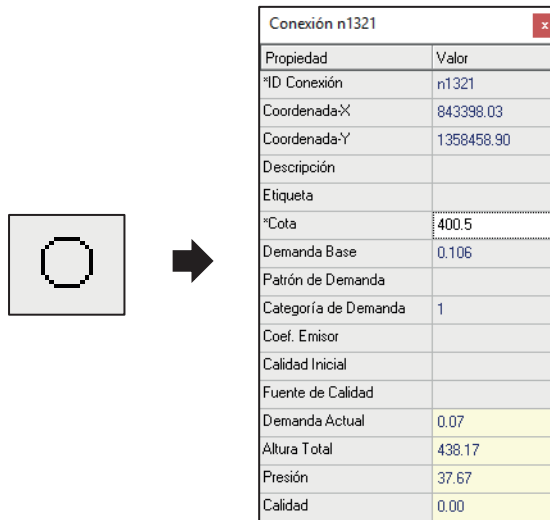 Conexión n1321 x
Propiedad Valor
*ID Conexión n1321
Coordenada-X 843398.03
Coordenada-Y 1358458.90
Descripción
Etiqueta
*Cota 400.5
Demanda Base 0.106
Patrón de Demanda
Categoría de Demanda 1
Coef. Emisor
Calidad Inicial
Fuente de Calidad
Demanda Actual 0.07
Altura Total 438.17
Presión 37.67
Calidad 0.00